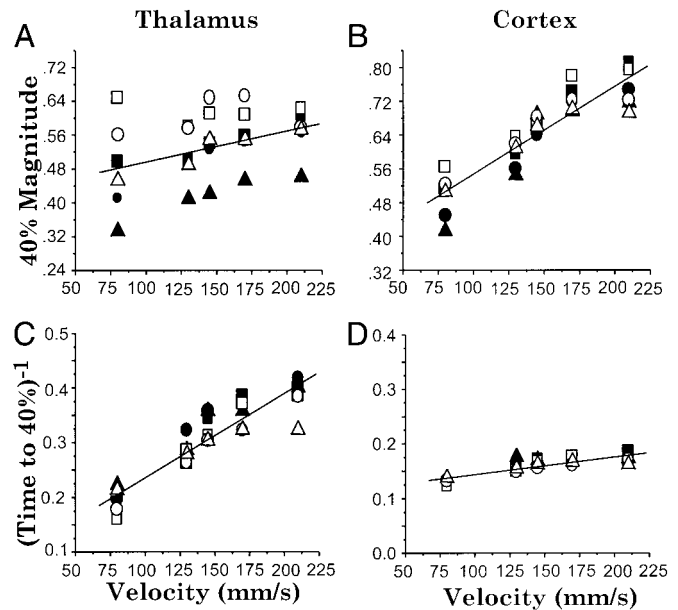 Thalamus Cortex
A B
40% Magnitude
.72 .64 .56 .48 .40 .32 .24
50 75 100 125 150 175 200 225
.80 .72 .64 .56 .48 .40 .32
50 75 100 125 150 175 200 225
C D
(Time to 40%)⁻¹
0.5 0.4 0.3 0.2 0.1
50 75 100 125 150 175 200 225
Velocity (mm/s)
0.4 0.3 0.2 0.1 0.0
50 75 100 125 150 175 200 225
Velocity (mm/s)